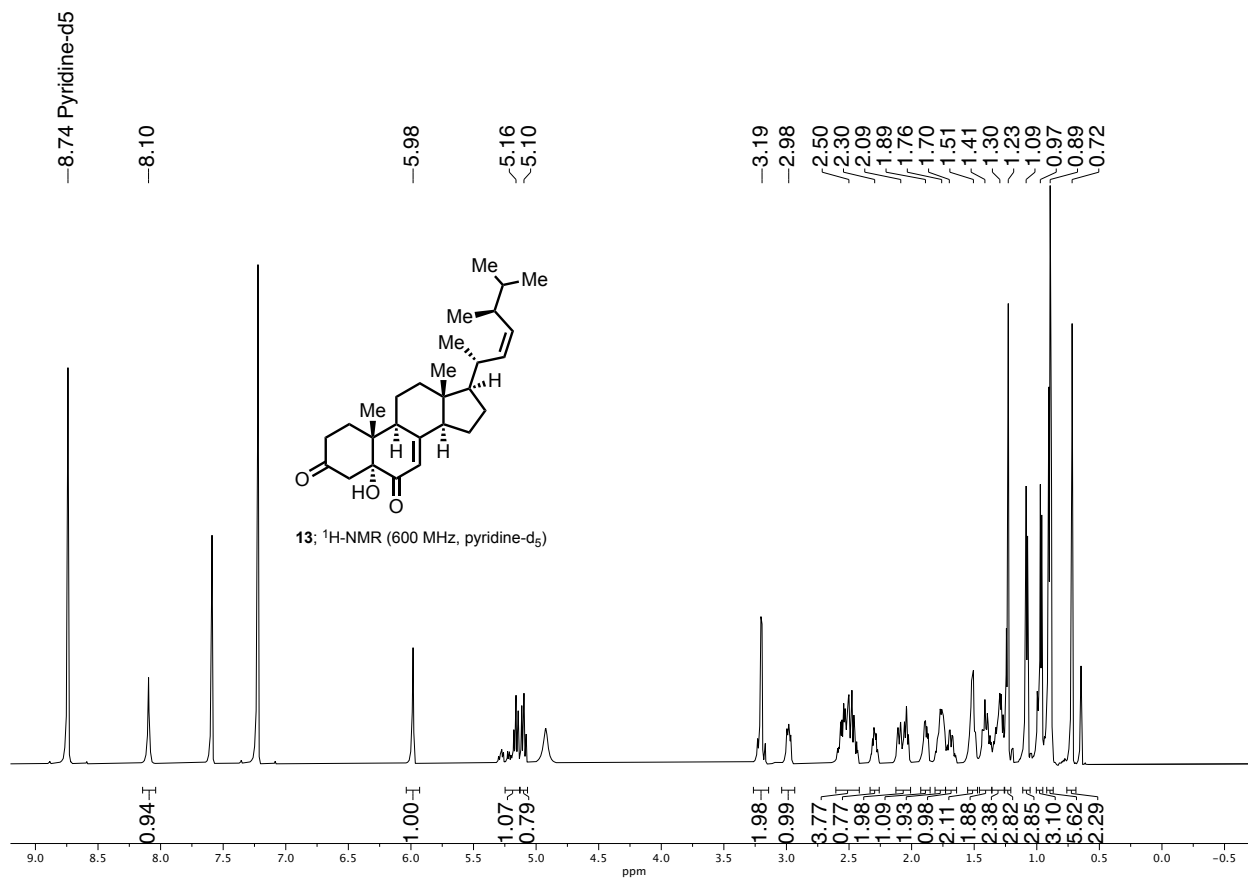 8.74 Pyridine-d5
8.10
5.98
5.16
5.10
3.19
2.98
2.50
2.30
2.09
1.89
1.76
1.70
1.51
1.41
1.30
1.23
1.09
0.97
0.89
0.72
Me
Me
Me
Me
Me
H
Me
H
H
O
HO
O
13; ¹H-NMR (600 MHz, pyridine-d₅)
0.94
1.00
1.07
0.79
1.98
0.99
3.77
0.77
1.98
1.09
1.93
0.98
2.11
1.88
2.38
2.82
2.85
3.10
5.62
2.29
9.0 8.5 8.0 7.5 7.0 6.5 6.0 5.5 5.0 4.5 4.0 3.5 3.0 2.5 2.0 1.5 1.0 0.5 0.0 −0.5
ppm